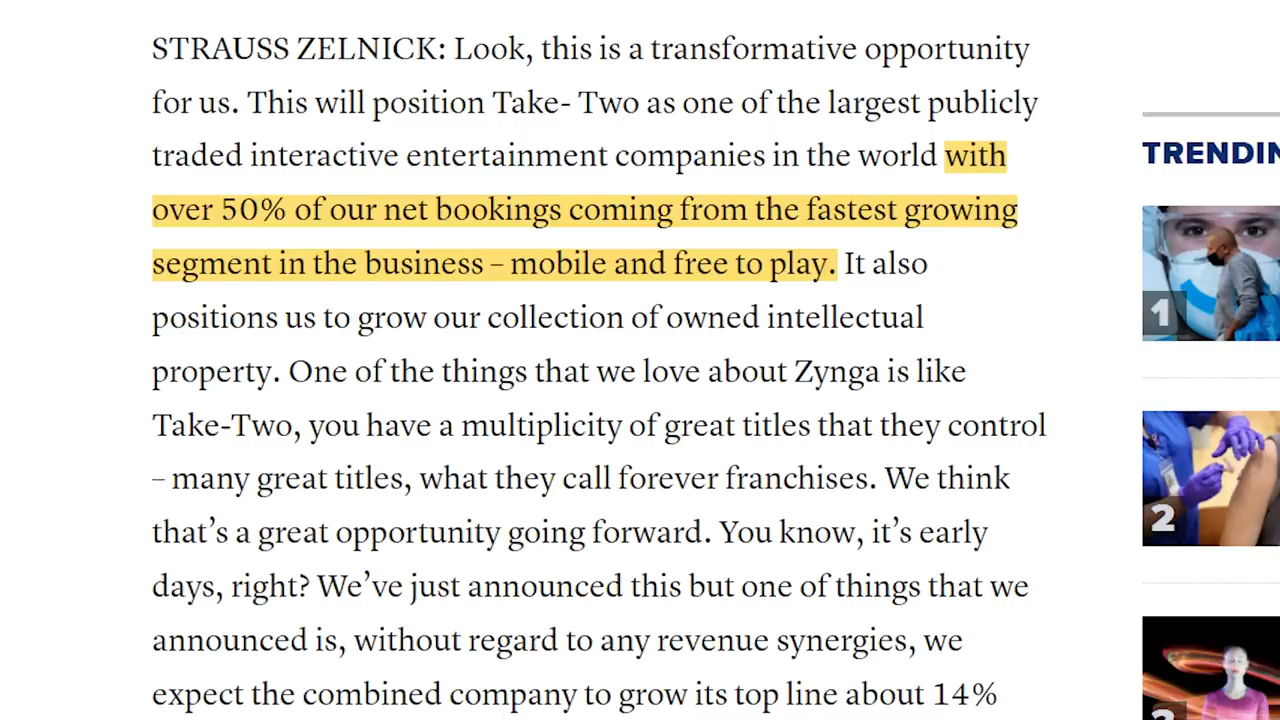 STRAUSS ZELNICK: Look, this is a transformative opportunity
for us. This will position Take- Two as one of the largest publicly
traded interactive entertainment companies in the world with
over 50% of our net bookings coming from the fastest growing
segment in the business – mobile and free to play. It also
positions us to grow our collection of owned intellectual
property. One of the things that we love about Zynga is like
Take-Two, you have a multiplicity of great titles that they control
– many great titles, what they call forever franchises. We think
that’s a great opportunity going forward. You know, it’s early
days, right? We’ve just announced this but one of things that we
announced is, without regard to any revenue synergies, we
expect the combined company to grow its top line about 14%
TRENDIN
1
2
3